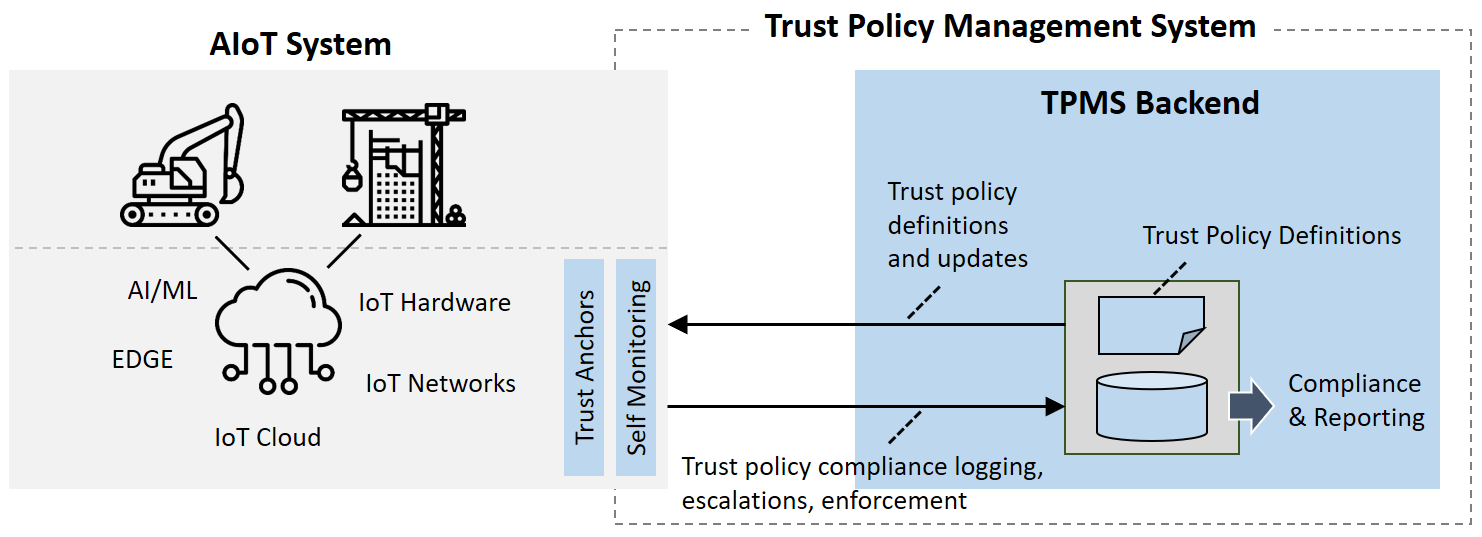 AIoT System
Trust Policy Management System
TPMS Backend
Trust policy
definitions
and updates
Trust Policy Definitions
AI/ML
IoT Hardware
EDGE
IoT Networks
IoT Cloud
Trust Anchors
Self Monitoring
Compliance
& Reporting
Trust policy compliance logging,
escalations, enforcement